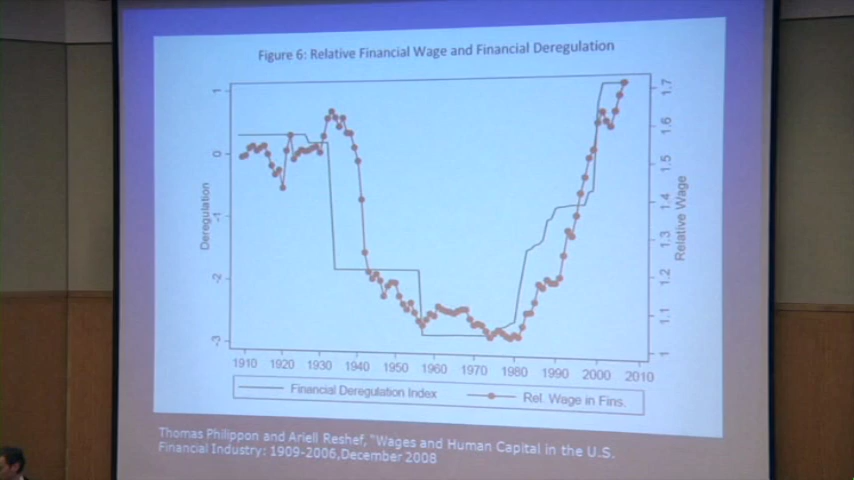 Figure 6: Relative Financial Wage and Financial Deregulation
1
0
-1
-2
-3
Deregulation
1.7
1.6
1.5
1.4
1.3
1.2
1.1
1
Relative Wage
1910 1920 1930 1940 1950 1960 1970 1980 1990 2000 2010
Financial Deregulation Index
Rel. Wage in Fins.
Thomas Philippon and Ariell Reshef, "Wages and Human Capital in the U.S.
Financial Industry: 1909-2006,December 2008